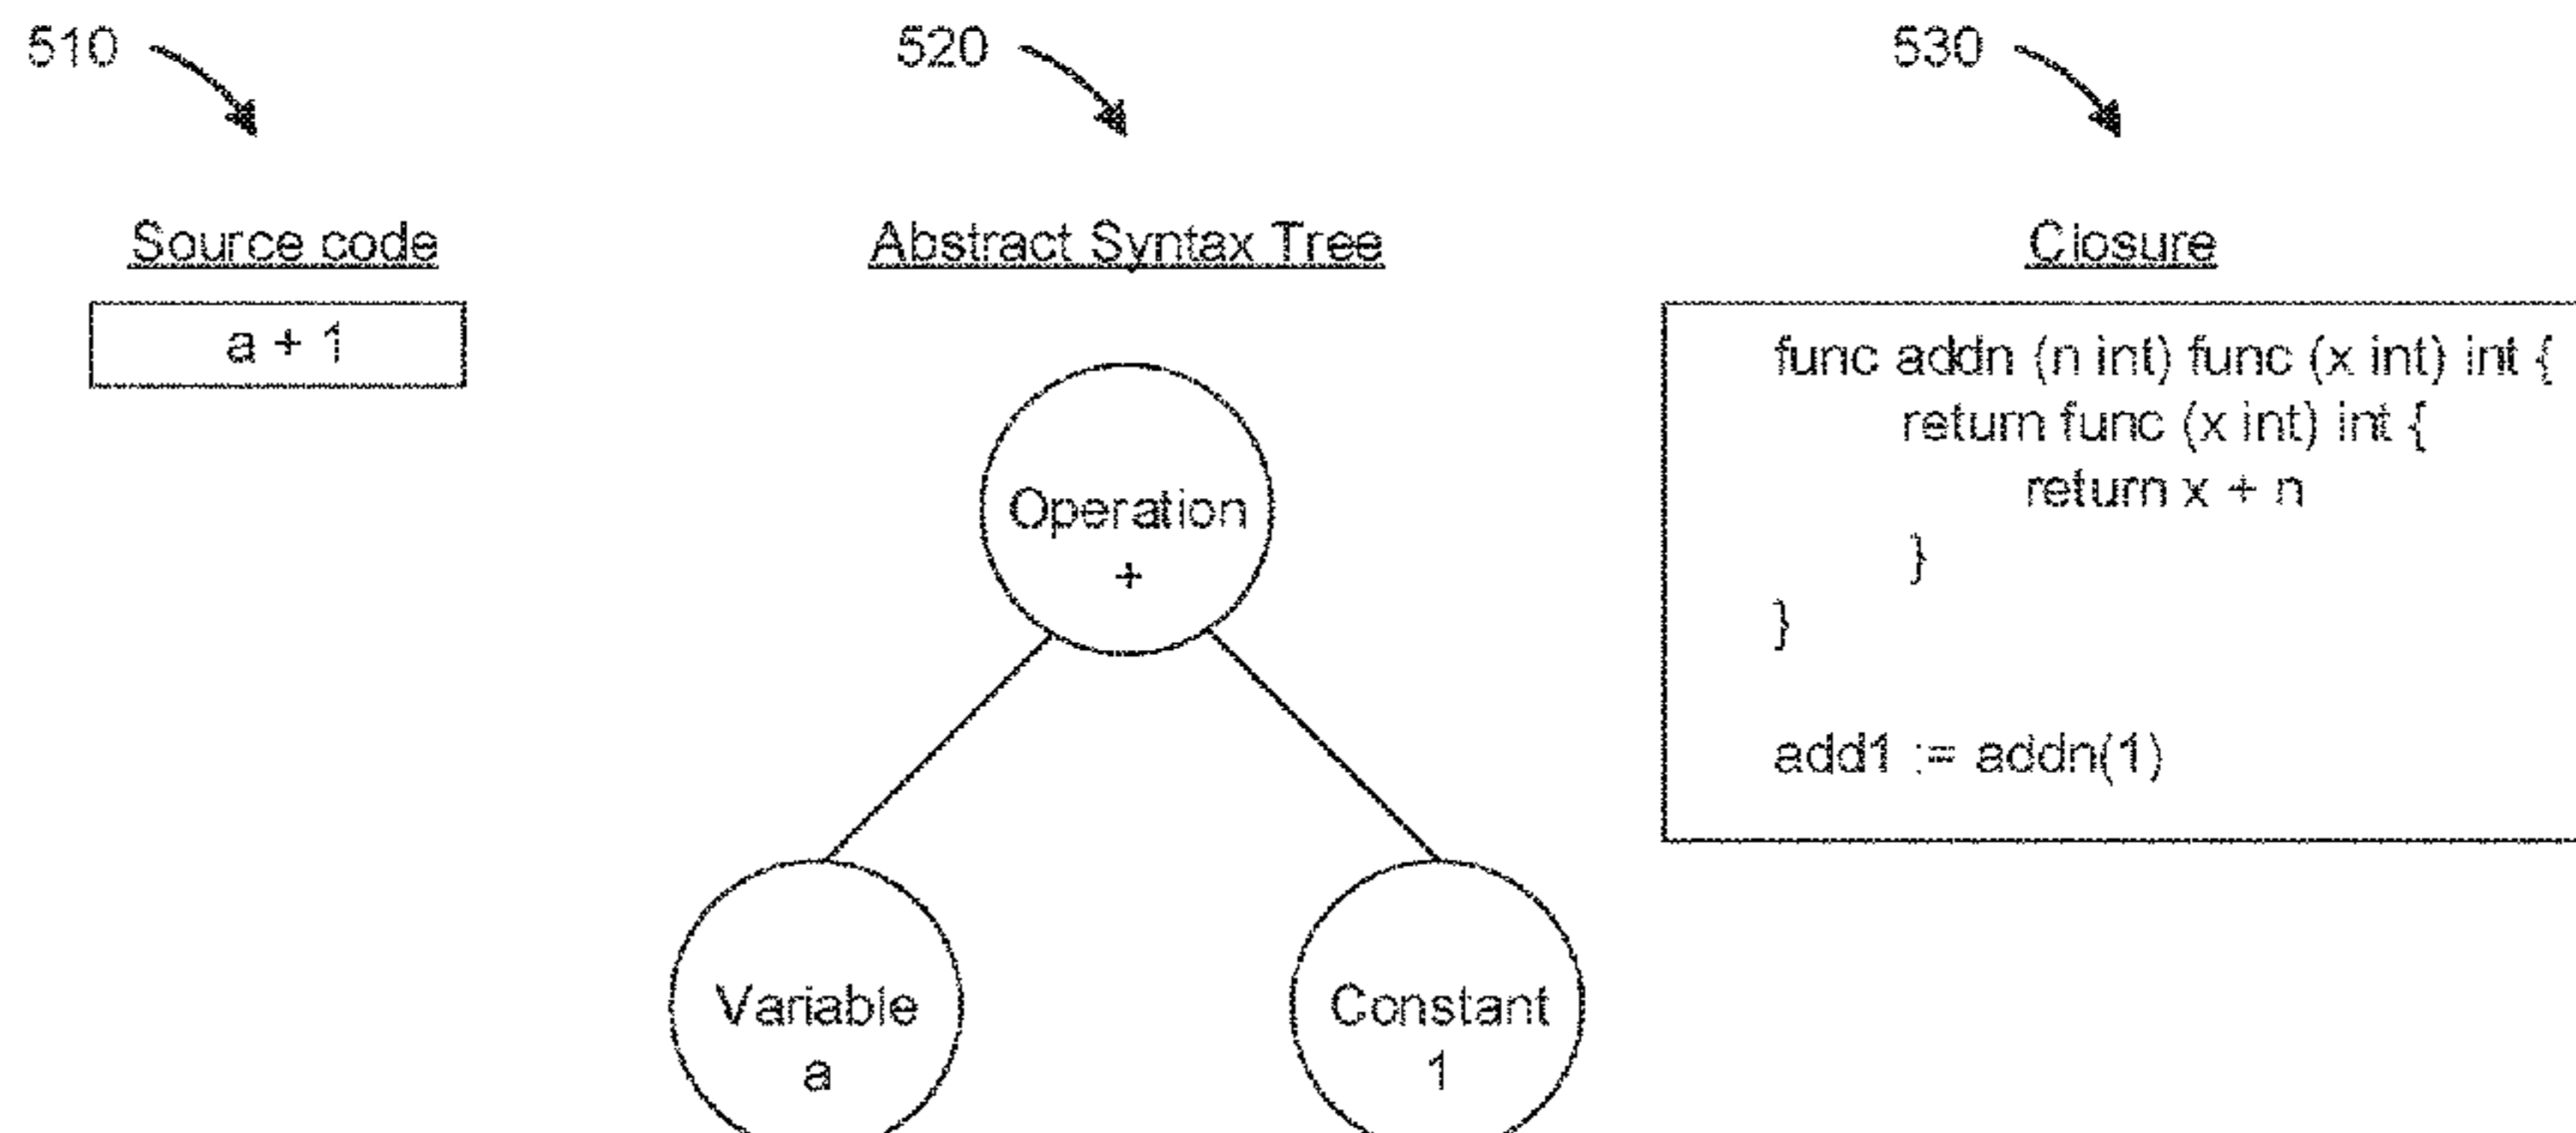 510
Source code
a + 1
520
Abstract Syntax Tree
Operation
+
Variable
a
Constant
1
530
Closure
func addn (n int) func (x int) int {
return func (x int) int {
return x + n
}
}
add1 := addn(1)